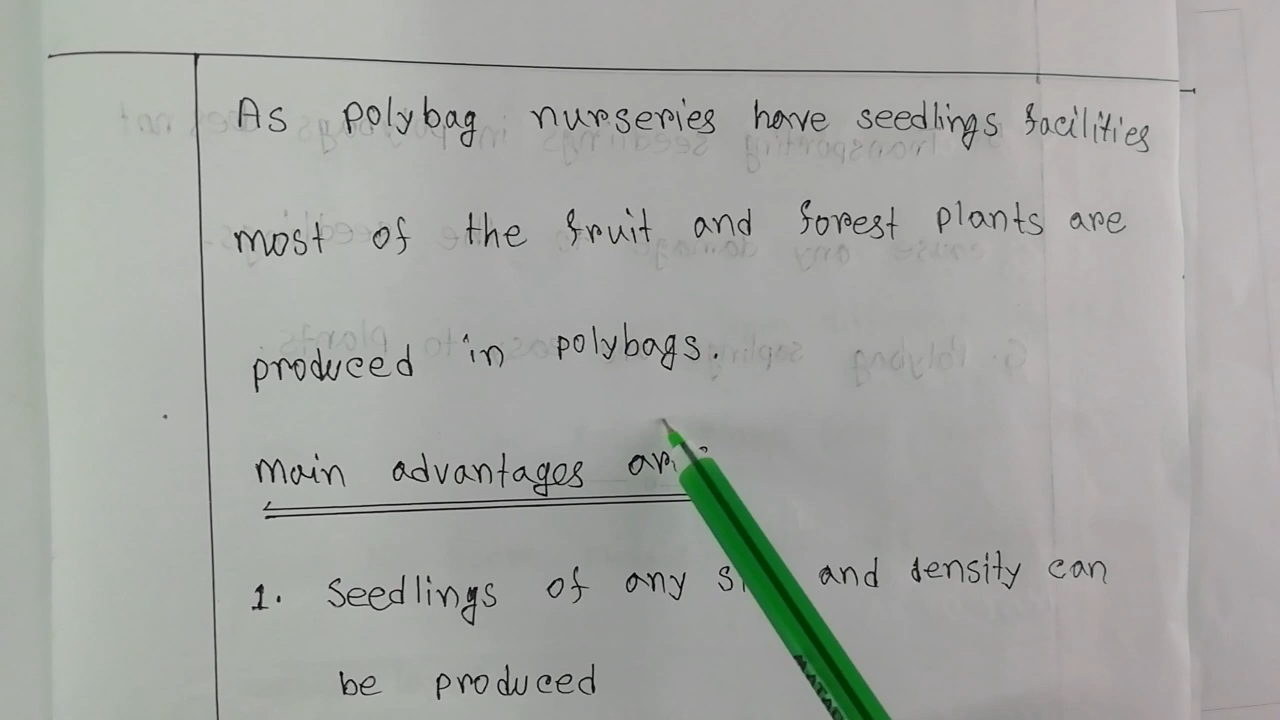 As polybag nurseries have seedlings facilities
most of the fruit and forest plants are
produced in polybags.
main advantages
1. Seedlings of any and density can
be produced